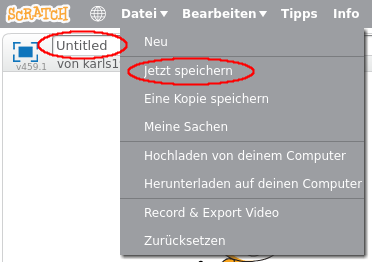 SCRATCH Datei Bearbeiten Tipps Info
Untitled
von karls1
v459.1
Neu
Jetzt speichern
Eine Kopie speichern
Meine Sachen
Hochladen von deinem Computer
Herunterladen auf deinen Computer
Record & Export Video
Zurücksetzen